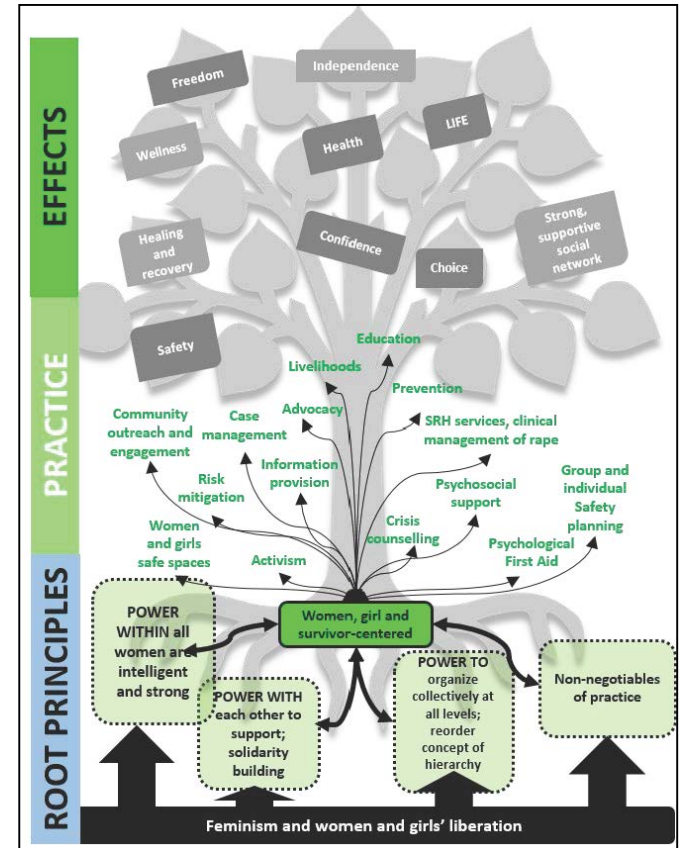 EFFECTS
Freedom
Independence
Wellness
Health
LIFE
Healing
and
recovery
Confidence
Choice
Strong,
supportive
social
network
Safety
PRACTICE
Education
Livelihoods
Prevention
Community
outreach and
engagement
Case
management
Advocacy
SRH services, clinical
management of rape
Risk
mitigation
Information
provision
Psychosocial
support
Group and
individual
Safety
planning
Women
and girls
safe spaces
Activism
Crisis
counselling
Psychological
First Aid
ROOT PRINCIPLES
Women, girl and
survivor-centered
POWER
WITHIN all
women are
intelligent
and strong
POWER WITH
each other to
support;
solidarity
building
POWER TO
organize
collectively at
all levels;
reorder
concept of
hierarchy
Non-negotiables
of practice
Feminism and women and girls’ liberation